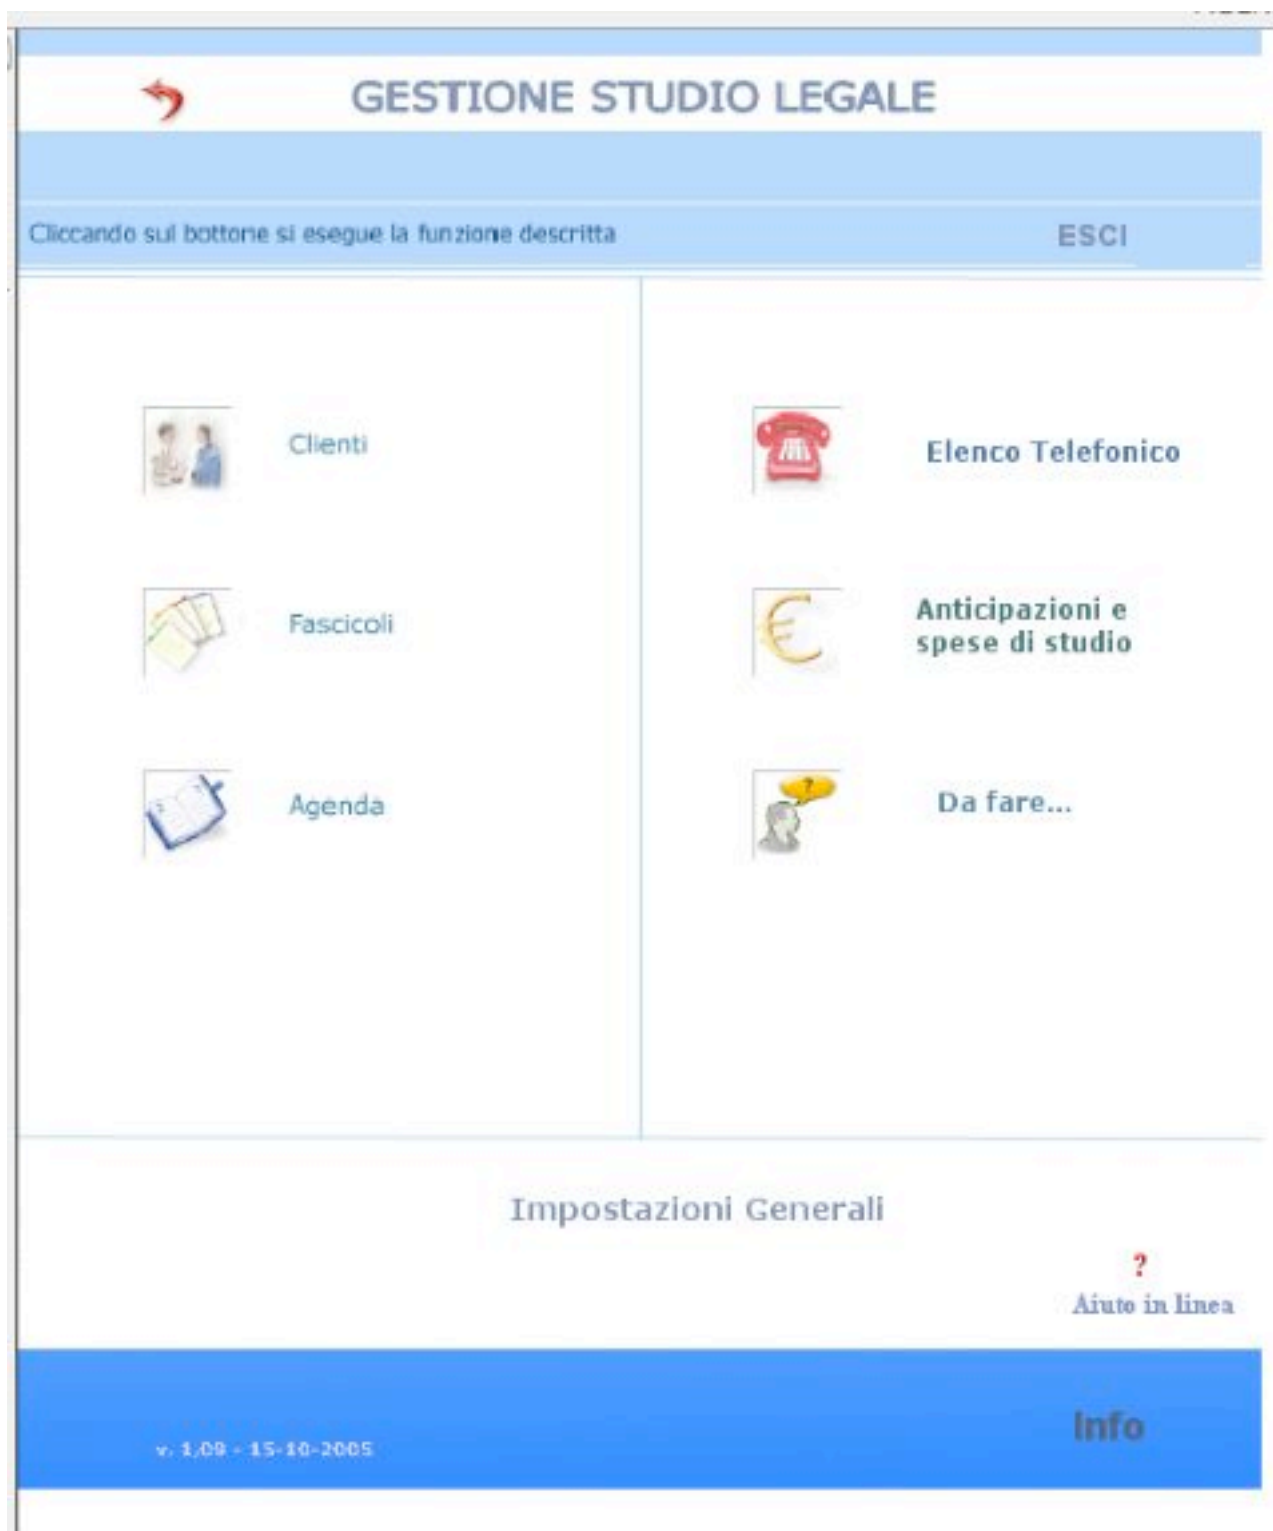 GESTIONE STUDIO LEGALE
Cliccando sul bottone si esegue la funzione descritta
ESCI
Clienti
Elenco Telefonico
Fascicoli
Anticipazioni e
spese di studio
Agenda
Da fare...
Impostazioni Generali
?
Aiuto in linea
Info
v. 1,09 - 15-10-2005